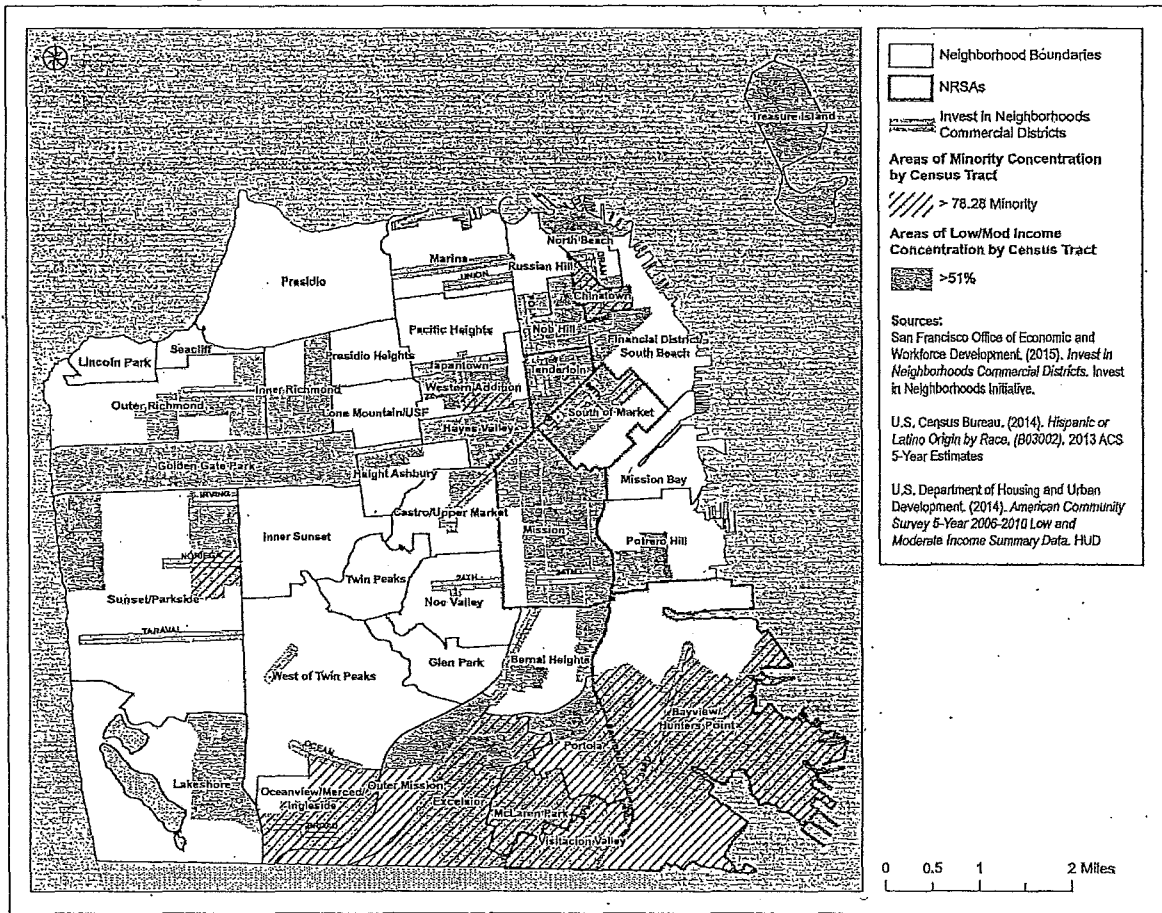 Treasure Island
North Beach
Marina
Russian Hill
UNION
Chinatown
Presidio
Nob Hill
Pacific Heights
Financial District/
South Beach
Lincoln Park
Seacliff
Presidio Heights
Japantown
Tenderloin
Western Addition
Inner Richmond
Outer Richmond
Lone Mountain/USF
South of Market
Hayes Valley
Golden Gate Park
Haight Ashbury
Mission Bay
IRVING
Castro/Upper Market
Inner Sunset
Mission
Potrero Hill
NORIEGA
Twin Peaks
24TH
24TH
Sunset/Parkside
Noe Valley
TARAVAL
Glen Park
Bernal Heights
West of Twin Peaks
Bayview/
Hunters Point
OCEAN
Portola
Lakeshore
Oceanview/Merced/
Ingleside
Outer Mission
Excelsior
McLaren Park
Visitacion Valley
Neighborhood Boundaries
NRSAs
Invest in Neighborhoods
Commercial Districts
Areas of Minority Concentration
by Census Tract
> 78.28 Minority
Areas of Low/Mod Income
Concentration by Census Tract
>51%
Sources:
San Francisco Office of Economic and
Workforce Development. (2015). Invest in
Neighborhoods Commercial Districts. Invest
in Neighborhoods Initiative.
U.S. Census Bureau. (2014). Hispanic or
Latino Origin by Race. (B03002). 2013 ACS
5-Year Estimates
U.S. Department of Housing and Urban
Development. (2014). American Community
Survey 5-Year 2006-2010 Low and
Moderate Income Summary Data. HUD
0 0.5 1 2 Miles